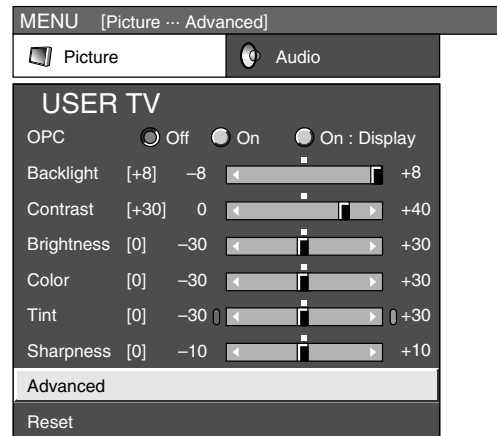 MENU [Picture ··· Advanced]
Picture Audio
USER TV
OPC Off On On : Display
Backlight [+8] –8 +8
Contrast [+30] 0 +40
Brightness [0] –30 +30
Color [0] –30 +30
Tint [0] –30 +30
Sharpness [0] –10 +10
Advanced
Reset